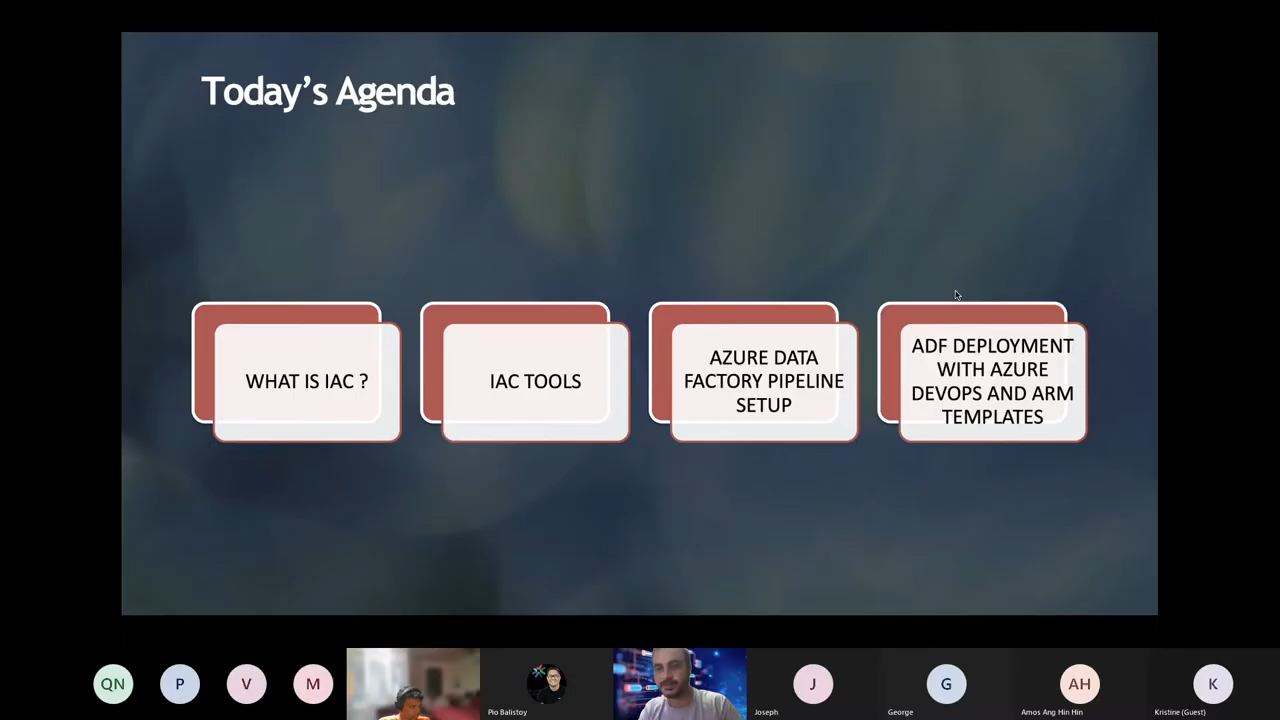 Today's Agenda
WHAT IS IAC ?
IAC TOOLS
AZURE DATA
FACTORY PIPELINE
SETUP
ADF DEPLOYMENT
WITH AZURE
DEVOPS AND ARM
TEMPLATES
QN
P
V
M
Pio Balistoy
J
Joseph
G
George
AH
Amos Ang Hin Hin
K
Kristine (Guest)